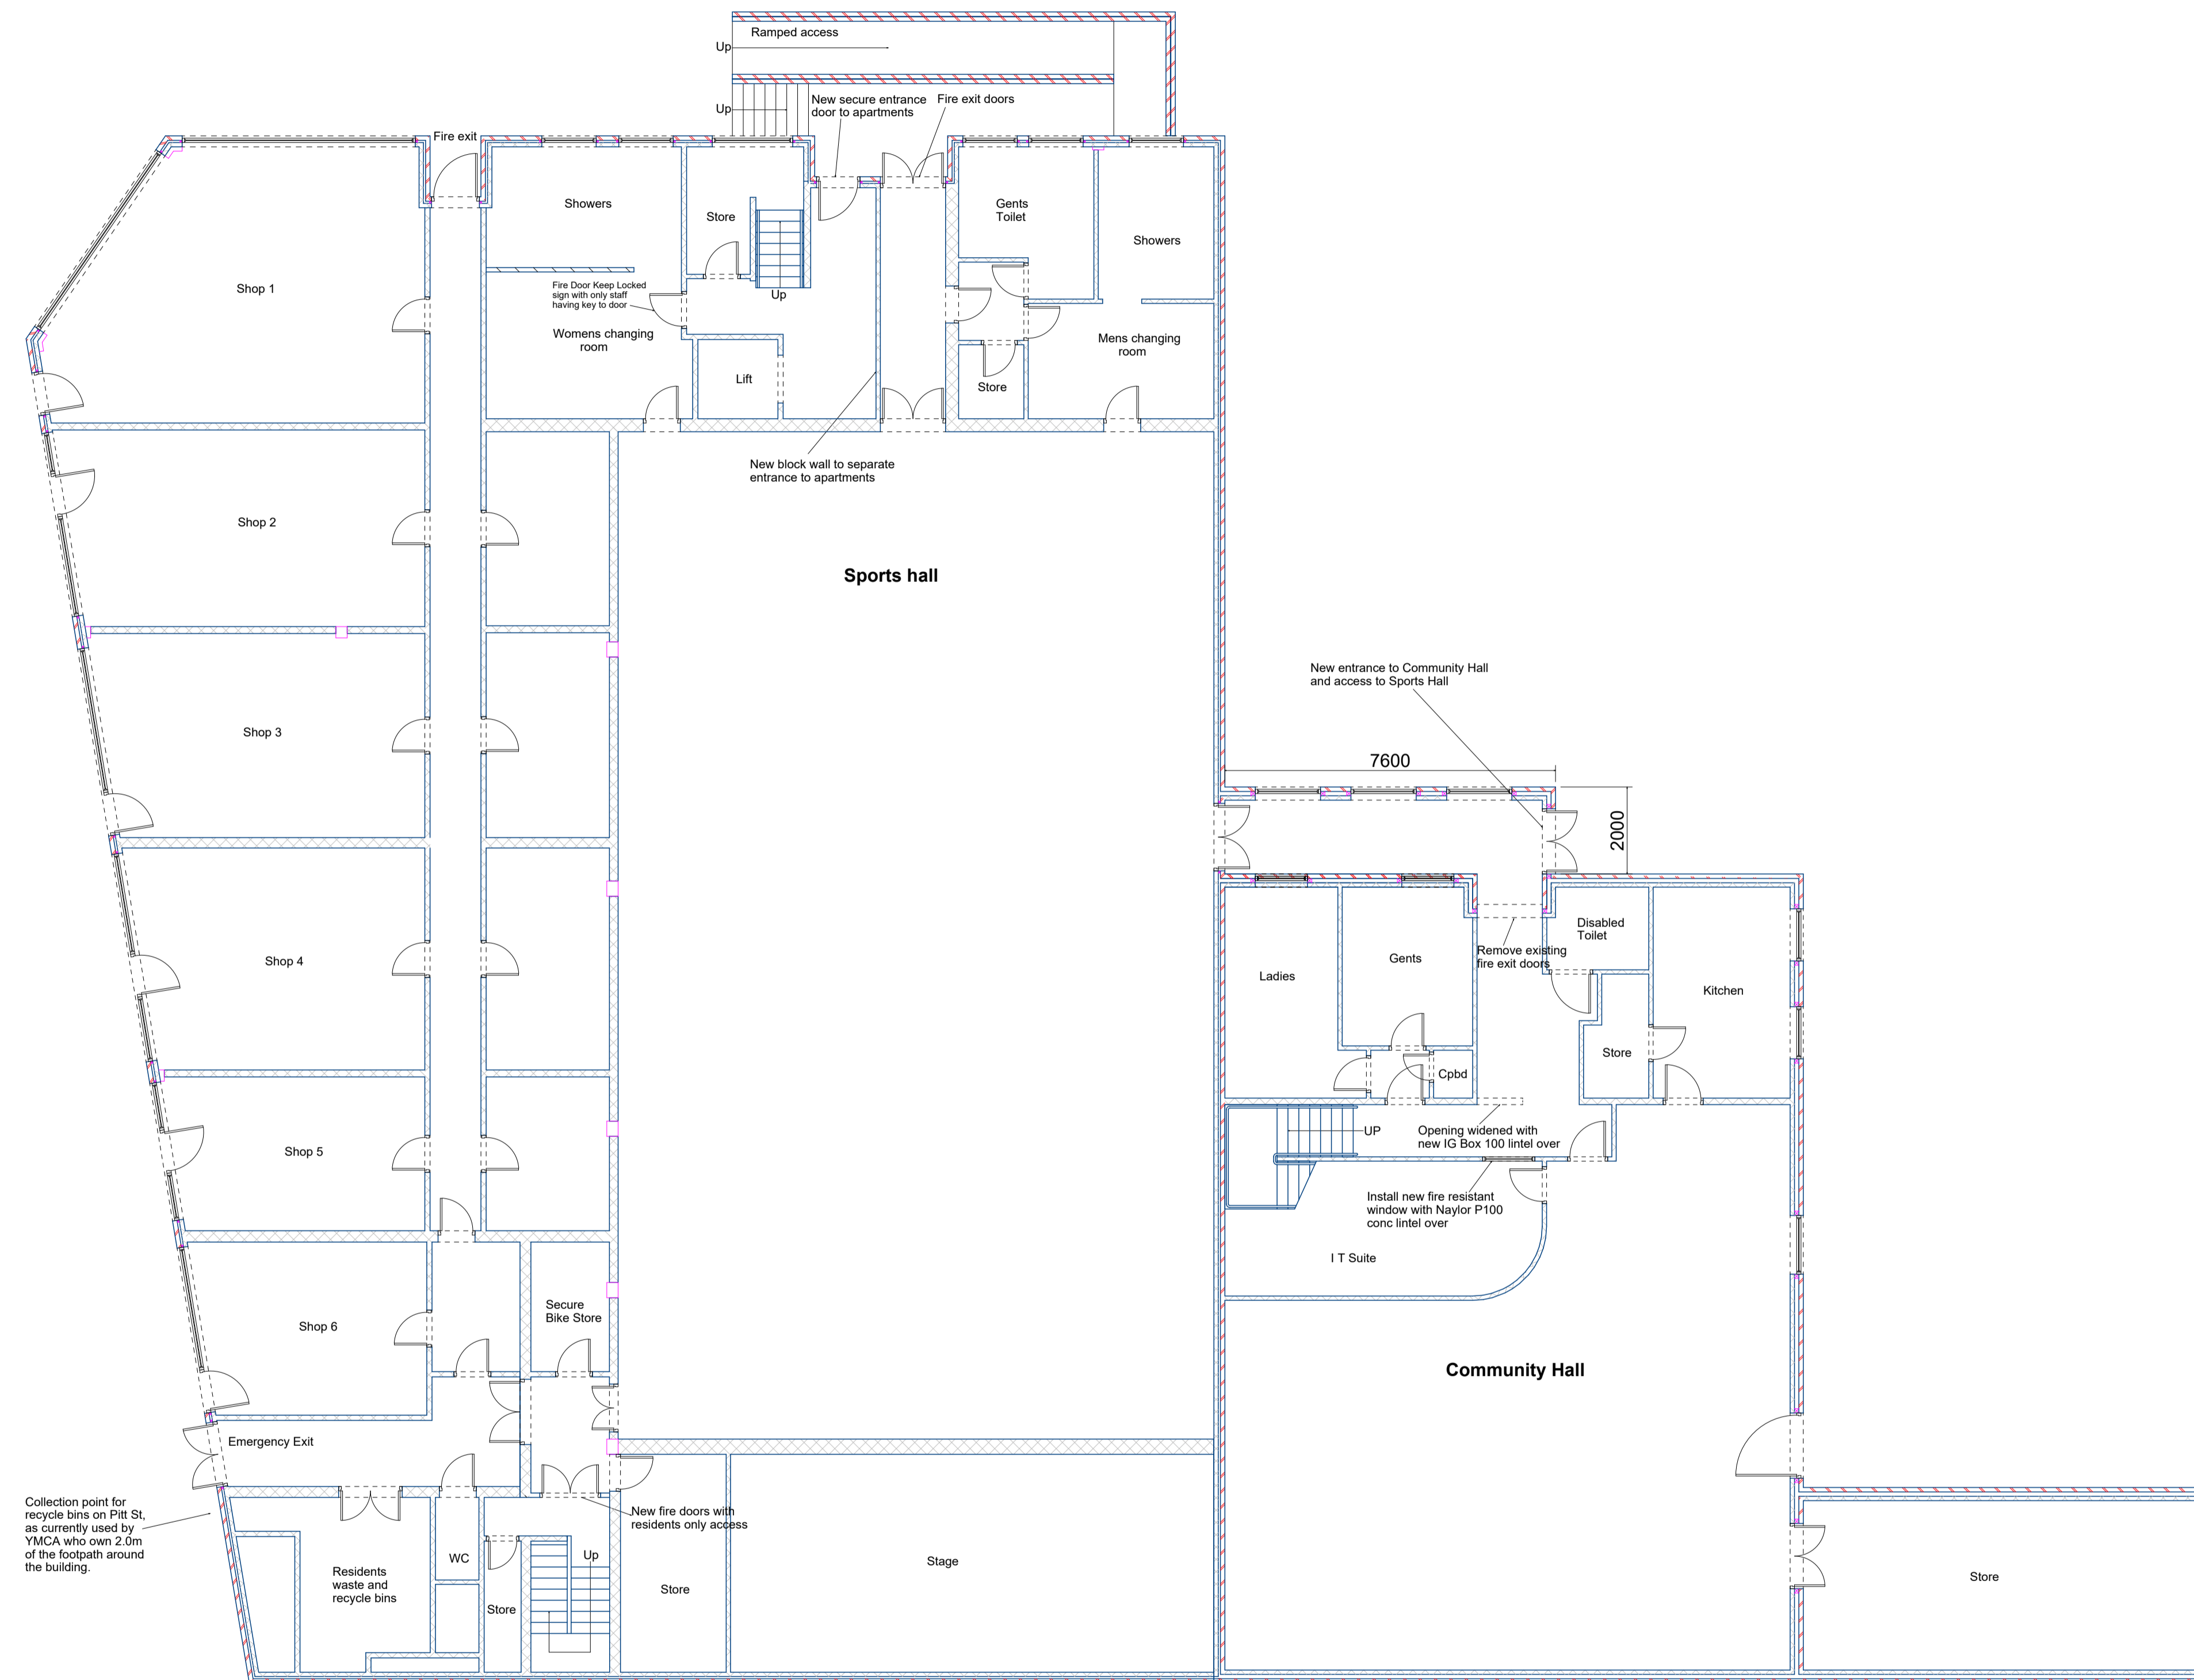 Ramped access
Up
Up
New secure entrance
door to apartments
Fire exit doors
Fire exit
Showers
Store
Gents
Toilet
Showers
Shop 1
Fire Door Keep Locked
sign with only staff
having key to door
Up
Womens changing
room
Mens changing
room
Lift
Store
New block wall to separate
entrance to apartments
Shop 2
Sports hall
New entrance to Community Hall
and access to Sports Hall
Shop 3
7600
2000
Disabled
Toilet
Remove existing
fire exit doors
Gents
Ladies
Shop 4
Kitchen
Store
Cpbd
UP
Opening widened with
new IG Box 100 lintel over
Shop 5
Install new fire resistant
window with Naylor P100
conc lintel over
I T Suite
Secure
Bike Store
Shop 6
Community Hall
Emergency Exit
Collection point for
recycle bins on Pitt St,
as currently used by
YMCA who own 2.0m
of the footpath around
the building.
New fire doors with
residents only access
WC
Up
Residents
waste and
recycle bins
Store
Store
Stage
Store